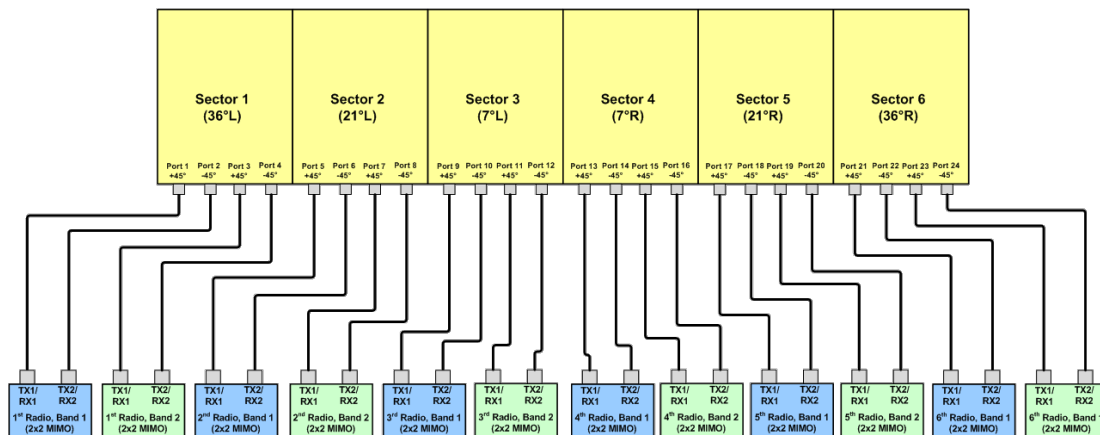 Sector 1
(36°L)
Sector 2
(21°L)
Sector 3
(7°L)
Sector 4
(7°R)
Sector 5
(21°R)
Sector 6
(36°R)
Port 1
+45°
Port 2
-45°
Port 3
+45°
Port 4
-45°
Port 5
+45°
Port 6
-45°
Port 7
+45°
Port 8
-45°
Port 9
+45°
Port 10
-45°
Port 11
+45°
Port 12
-45°
Port 13
+45°
Port 14
-45°
Port 15
+45°
Port 16
-45°
Port 17
+45°
Port 18
-45°
Port 19
+45°
Port 20
-45°
Port 21
+45°
Port 22
-45°
Port 23
+45°
Port 24
-45°
TX1/
RX1
TX2/
RX2
1st Radio, Band 1
(2x2 MIMO)
TX1/
RX1
TX2/
RX2
1st Radio, Band 2
(2x2 MIMO)
TX1/
RX1
TX2/
RX2
2nd Radio, Band 1
(2x2 MIMO)
TX1/
RX1
TX2/
RX2
2nd Radio, Band 2
(2x2 MIMO)
TX1/
RX1
TX2/
RX2
3rd Radio, Band 1
(2x2 MIMO)
TX1/
RX1
TX2/
RX2
3rd Radio, Band 2
(2x2 MIMO)
TX1/
RX1
TX2/
RX2
4th Radio, Band 1
(2x2 MIMO)
TX1/
RX1
TX2/
RX2
4th Radio, Band 2
(2x2 MIMO)
TX1/
RX1
TX2/
RX2
5th Radio, Band 1
(2x2 MIMO)
TX1/
RX1
TX2/
RX2
5th Radio, Band 2
(2x2 MIMO)
TX1/
RX1
TX2/
RX2
6th Radio, Band 1
(2x2 MIMO)
TX1/
RX1
TX2/
RX2
6th Radio, Band 1
(2x2 MIMO)